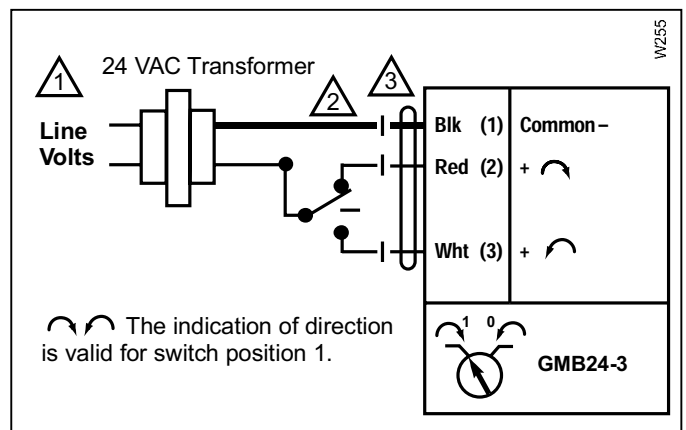 W255
1 24 VAC Transformer
2
3
Line
Volts
Blk (1) Common –
Red (2) +
Wht (3) +
The indication of direction
is valid for switch position 1.
1 0
GMB24-3